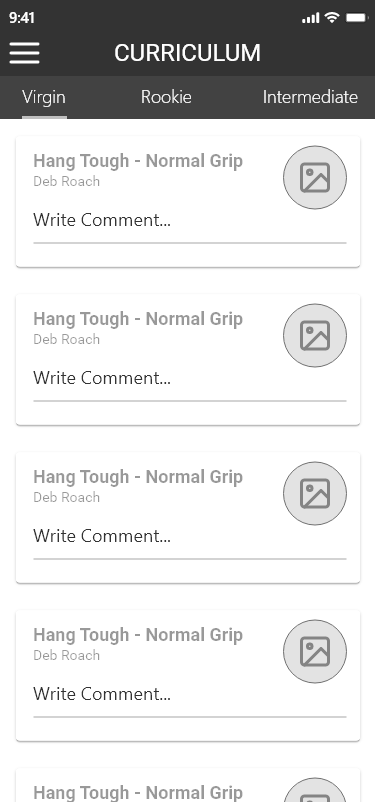 9:41
CURRICULUM
Virgin Rookie Intermediate
Hang Tough - Normal Grip
Deb Roach
Write Comment...
Hang Tough - Normal Grip
Deb Roach
Write Comment...
Hang Tough - Normal Grip
Deb Roach
Write Comment...
Hang Tough - Normal Grip
Deb Roach
Write Comment...
Hang Tough - Normal Grip